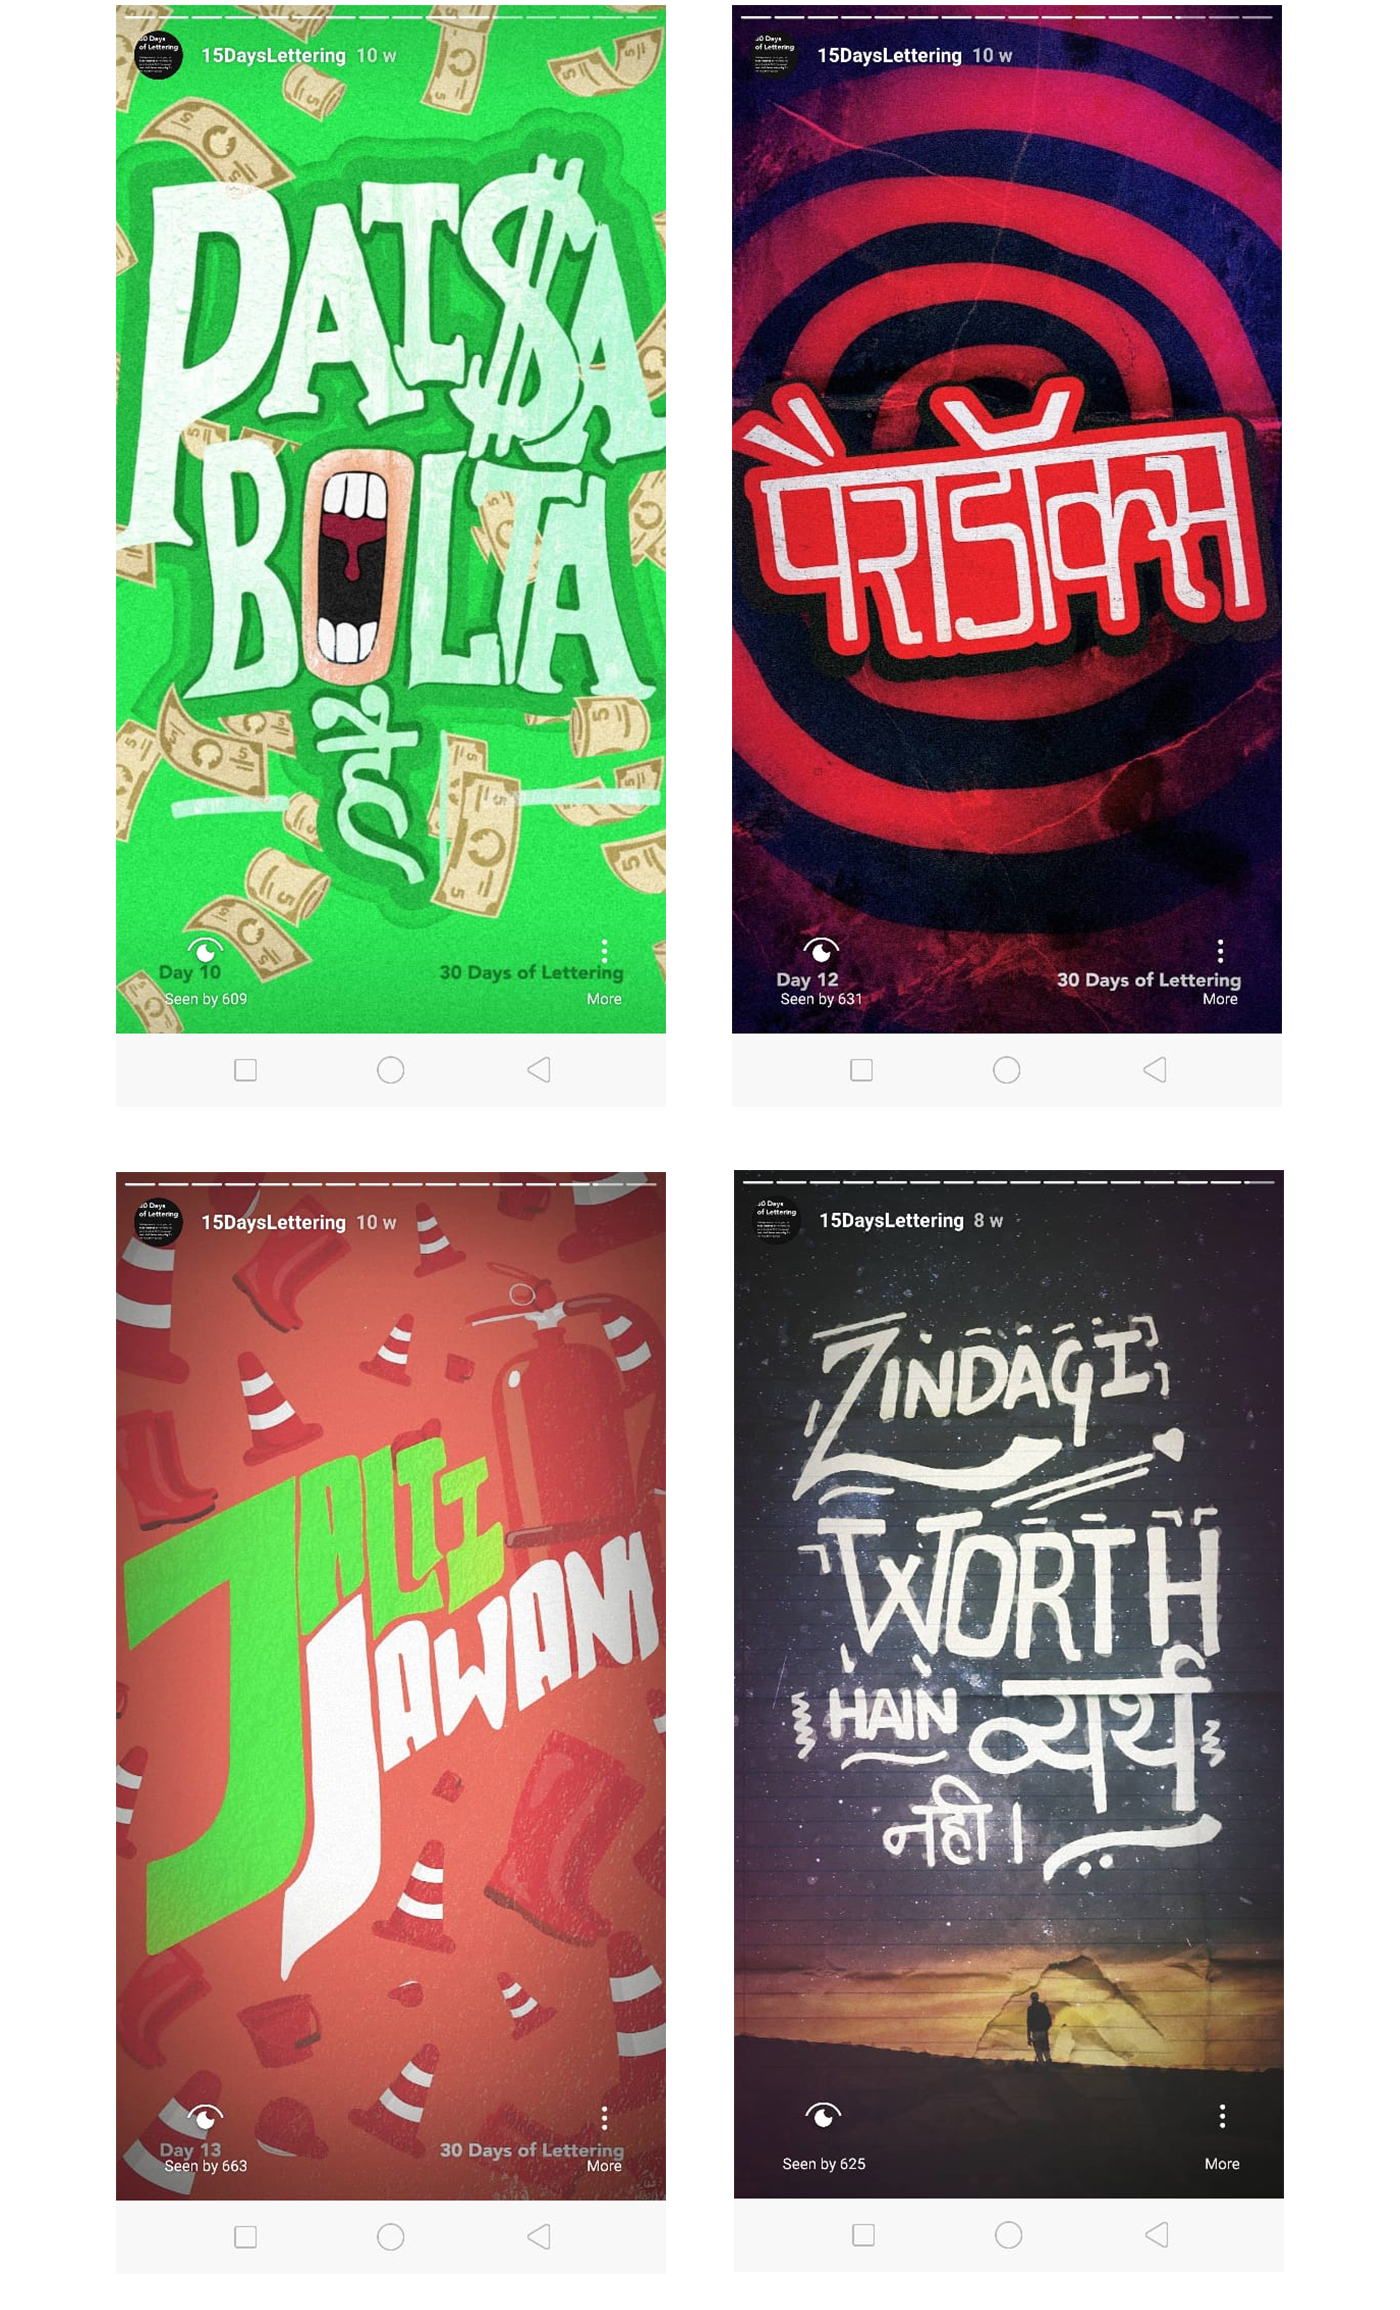 15DaysLettering 10 w
PAI$A
BOLTA
है
Day 10
30 Days of Lettering
Seen by 609
More
15DaysLettering 10 w
पैराडॉक्स
Day 12
30 Days of Lettering
Seen by 631
More
15DaysLettering 10 w
JALTI
JAWANI
Day 13
30 Days of Lettering
Seen by 663
More
15DaysLettering 8 w
ZINDAGI
WORTH
HAIN व्यर्थ
नही।
Seen by 625
More